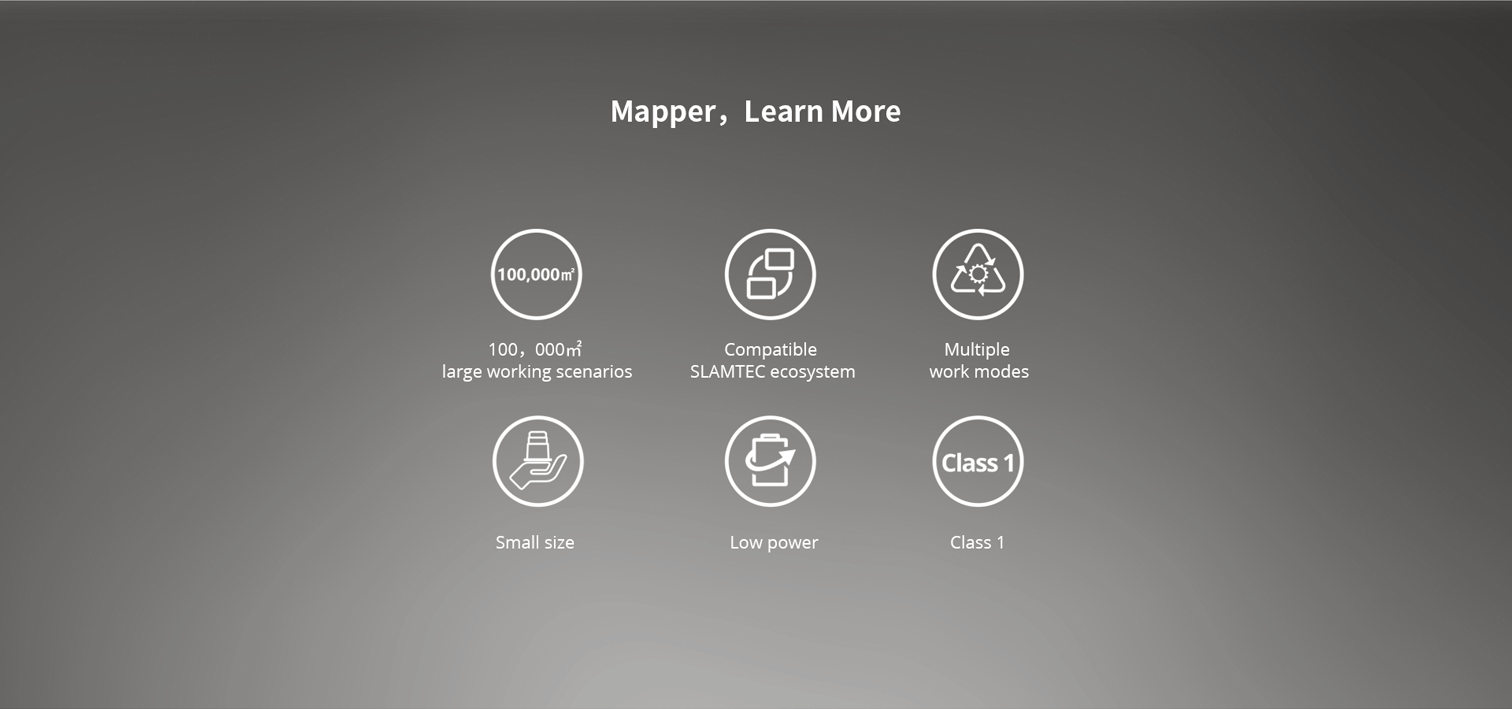 Mapper，Learn More
100,000㎡
100，000㎡
large working scenarios
Compatible
SLAMTEC ecosystem
Multiple
work modes
Small size
Low power
Class 1
Class 1